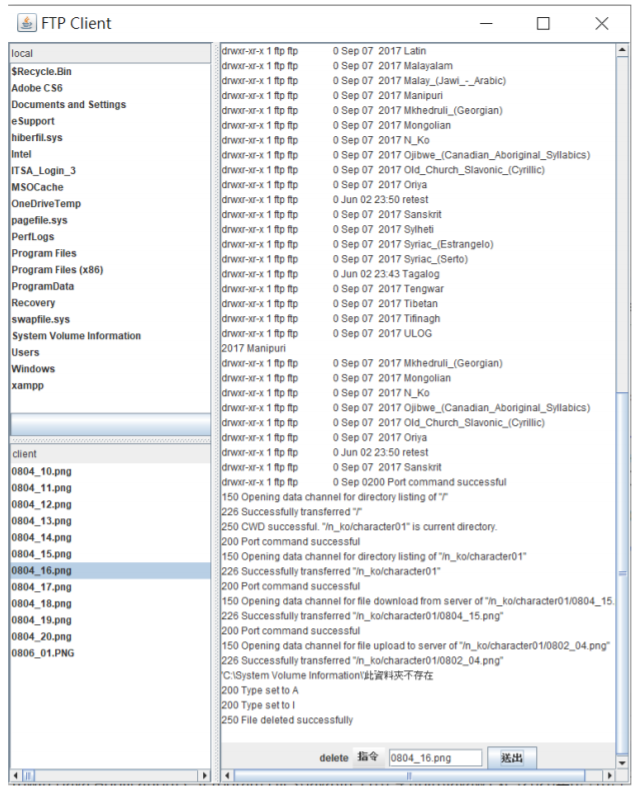 FTP Client
local
$Recycle.Bin
Adobe CS6
Documents and Settings
eSupport
hiberfil.sys
Intel
ITSA_Login_3
MSOCache
OneDriveTemp
pagefile.sys
PerfLogs
Program Files
Program Files (x86)
ProgramData
Recovery
swapfile.sys
System Volume Information
Users
Windows
xampp
client
0804_10.png
0804_11.png
0804_12.png
0804_13.png
0804_14.png
0804_15.png
0804_16.png
0804_17.png
0804_18.png
0804_19.png
0804_20.png
0806_01.PNG
drwxr-xr-x 1 ftp ftp 0 Sep 07 2017 Latin
drwxr-xr-x 1 ftp ftp 0 Sep 07 2017 Malayalam
drwxr-xr-x 1 ftp ftp 0 Sep 07 2017 Malay_(Jawi_-_Arabic)
drwxr-xr-x 1 ftp ftp 0 Sep 07 2017 Manipuri
drwxr-xr-x 1 ftp ftp 0 Sep 07 2017 Mkhedruli_(Georgian)
drwxr-xr-x 1 ftp ftp 0 Sep 07 2017 Mongolian
drwxr-xr-x 1 ftp ftp 0 Sep 07 2017 N_Ko
drwxr-xr-x 1 ftp ftp 0 Sep 07 2017 Ojibwe_(Canadian_Aboriginal_Syllabics)
drwxr-xr-x 1 ftp ftp 0 Sep 07 2017 Old_Church_Slavonic_(Cyrillic)
drwxr-xr-x 1 ftp ftp 0 Sep 07 2017 Oriya
drwxr-xr-x 1 ftp ftp 0 Jun 02 23:50 retest
drwxr-xr-x 1 ftp ftp 0 Sep 07 2017 Sanskrit
drwxr-xr-x 1 ftp ftp 0 Sep 07 2017 Sylheti
drwxr-xr-x 1 ftp ftp 0 Sep 07 2017 Syriac_(Estrangelo)
drwxr-xr-x 1 ftp ftp 0 Sep 07 2017 Syriac_(Serto)
drwxr-xr-x 1 ftp ftp 0 Jun 02 23:43 Tagalog
drwxr-xr-x 1 ftp ftp 0 Sep 07 2017 Tengwar
drwxr-xr-x 1 ftp ftp 0 Sep 07 2017 Tibetan
drwxr-xr-x 1 ftp ftp 0 Sep 07 2017 Tifinagh
drwxr-xr-x 1 ftp ftp 0 Sep 07 2017 ULOG
2017 Manipuri
drwxr-xr-x 1 ftp ftp 0 Sep 07 2017 Mkhedruli_(Georgian)
drwxr-xr-x 1 ftp ftp 0 Sep 07 2017 Mongolian
drwxr-xr-x 1 ftp ftp 0 Sep 07 2017 N_Ko
drwxr-xr-x 1 ftp ftp 0 Sep 07 2017 Ojibwe_(Canadian_Aboriginal_Syllabics)
drwxr-xr-x 1 ftp ftp 0 Sep 07 2017 Old_Church_Slavonic_(Cyrillic)
drwxr-xr-x 1 ftp ftp 0 Sep 07 2017 Oriya
drwxr-xr-x 1 ftp ftp 0 Jun 02 23:50 retest
drwxr-xr-x 1 ftp ftp 0 Sep 07 2017 Sanskrit
drwxr-xr-x 1 ftp ftp 0 Sep 0200 Port command successful
150 Opening data channel for directory listing of "/"
226 Successfully transferred "/"
250 CWD successful. "/n_ko/character01" is current directory.
200 Port command successful
150 Opening data channel for directory listing of "/n_ko/character01"
226 Successfully transferred "/n_ko/character01"
200 Port command successful
150 Opening data channel for file download from server of "/n_ko/character01/0804_15.
226 Successfully transferred "/n_ko/character01/0804_15.png"
200 Port command successful
150 Opening data channel for file upload to server of "/n_ko/character01/0802_04.png"
226 Successfully transferred "/n_ko/character01/0802_04.png"
'C:\System Volume Information\'此資料夾不存在
200 Type set to A
200 Type set to I
250 File deleted successfully
delete 指令 0804_16.png 送出